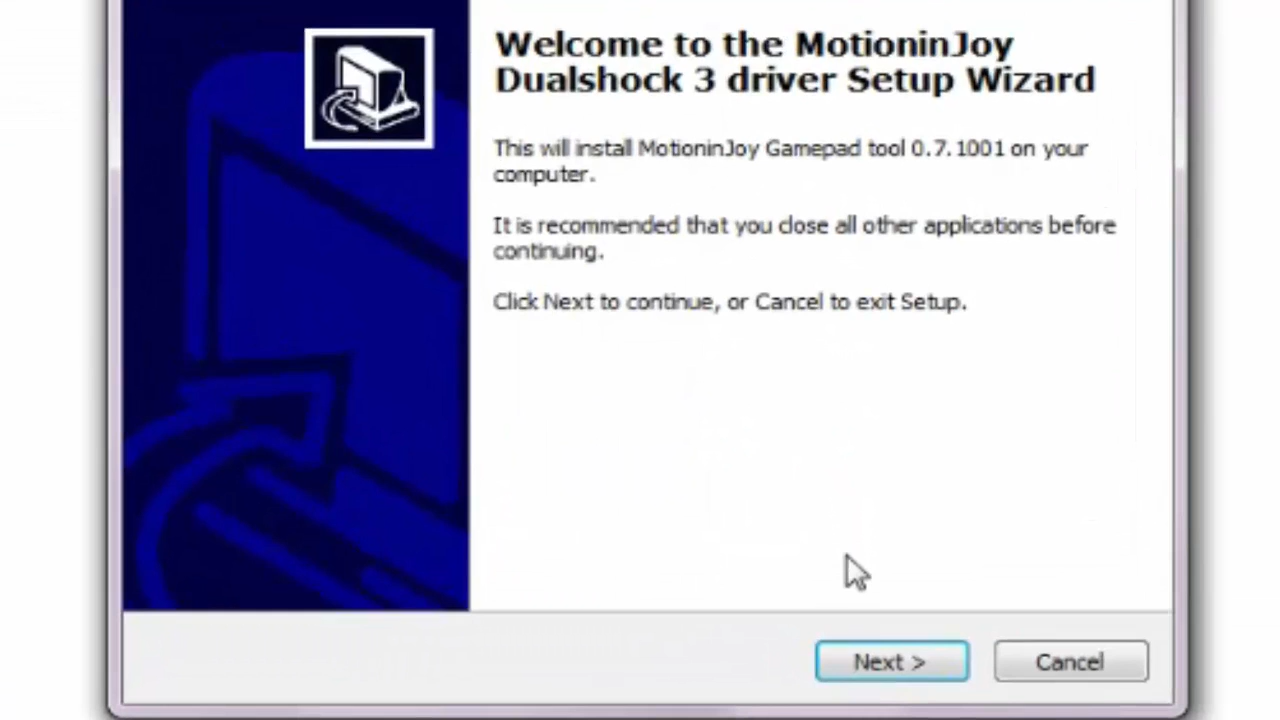 Welcome to the MotioninJoy
Dualshock 3 driver Setup Wizard
This will install MotioninJoy Gamepad tool 0.7.1001 on your
computer.
It is recommended that you close all other applications before
continuing.
Click Next to continue, or Cancel to exit Setup.
Next >
Cancel